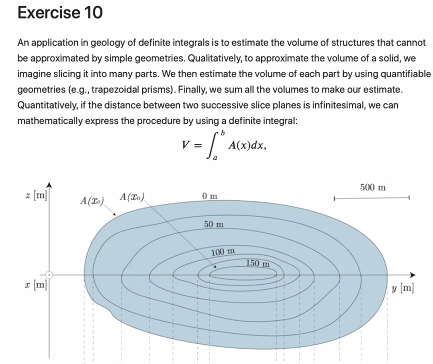 Exercise 10
An application in geology of definite integrals is to estimate the volume of structures that cannot
be approximated by simple geometries. Qualitatively, to approximate the volume of a solid, we
imagine slicing it into many parts. We then estimate the volume of each part by using quantifiable
geometries (e.g., trapezoidal prisms). Finally, we sum all the volumes to make our estimate.
Quantitatively, if the distance between two successive slice planes is infinitesimal, we can
mathematically express the procedure by using a definite integral:
V = ∫ₐᵇ A(x)dx,
z [m]
A(x₀)
A(xₙ)
0 m
500 m
50 m
100 m
150 m
x [m]
y [m]